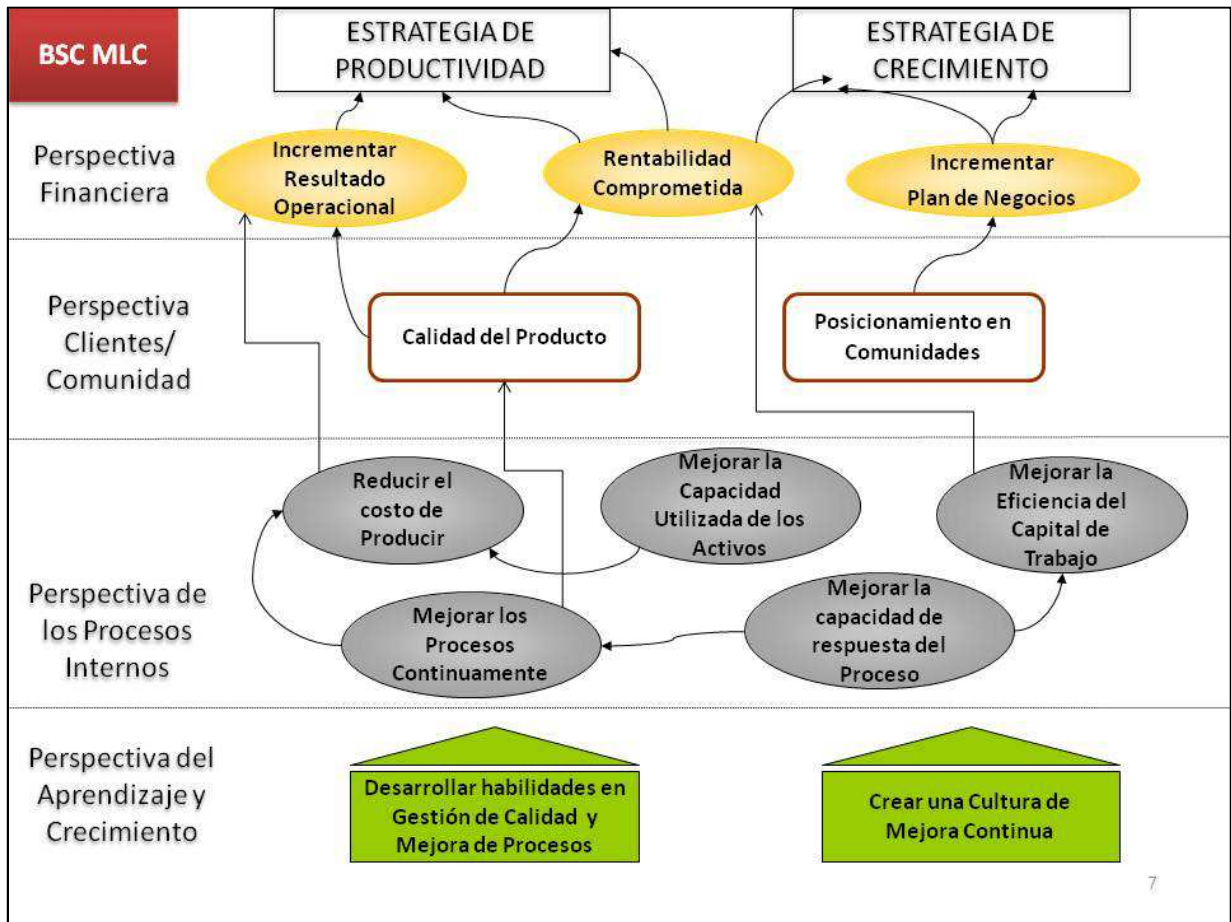 BSC MLC
ESTRATEGIA DE
PRODUCTIVIDAD
ESTRATEGIA DE
CRECIMIENTO
Perspectiva
Financiera
Incrementar
Resultado
Operacional
Rentabilidad
Comprometida
Incrementar
Plan de Negocios
Perspectiva
Clientes/
Comunidad
Calidad del Producto
Posicionamiento en
Comunidades
Perspectiva de
los Procesos
Internos
Reducir el
costo de
Producir
Mejorar la
Capacidad
Utilizada de los
Activos
Mejorar la
Eficiencia del
Capital de
Trabajo
Mejorar los
Procesos
Continuamente
Mejorar la
capacidad de
respuesta del
Proceso
Perspectiva del
Aprendizaje y
Crecimiento
Desarrollar habilidades en
Gestión de Calidad y
Mejora de Procesos
Crear una Cultura de
Mejora Continua
7